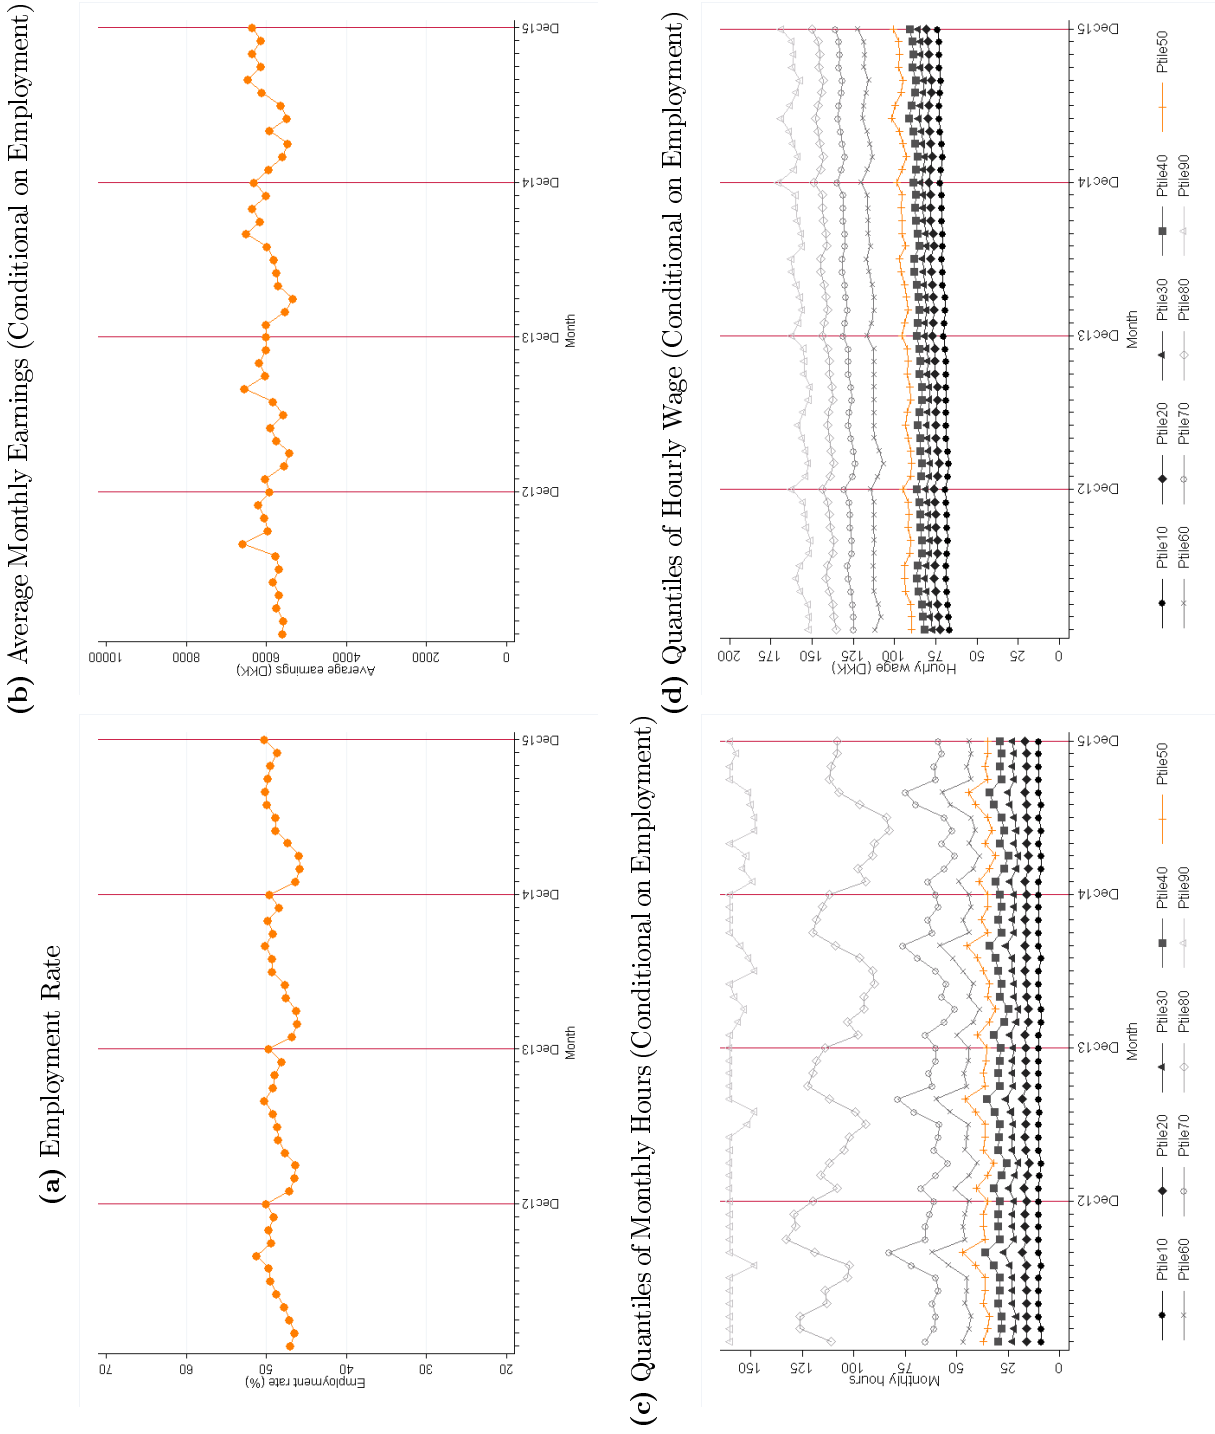 (a) Employment Rate
Employment rate (%)
70
50
40
30
20
Dec12
Dec13
Dec14
Dec15
Month
(b) Average Monthly Earnings (Conditional on Employment)
Average earnings (DKK)
10000
8000
6000
4000
2000
0
Dec12
Dec13
Dec14
Dec15
Month
(c) Quantiles of Monthly Hours (Conditional on Employment)
Monthly hours
150
125
100
75
50
25
0
Dec12
Dec13
Dec14
Dec15
Month
Ptile10 Ptile20 Ptile30 Ptile40 Ptile50
Ptile60 Ptile70 Ptile80 Ptile90
(d) Quantiles of Hourly Wage (Conditional on Employment)
Hourly wage (DKK)
200
175
150
125
100
75
50
25
0
Dec12
Dec13
Dec14
Dec15
Month
Ptile10 Ptile20 Ptile30 Ptile40 Ptile50
Ptile60 Ptile70 Ptile80 Ptile90